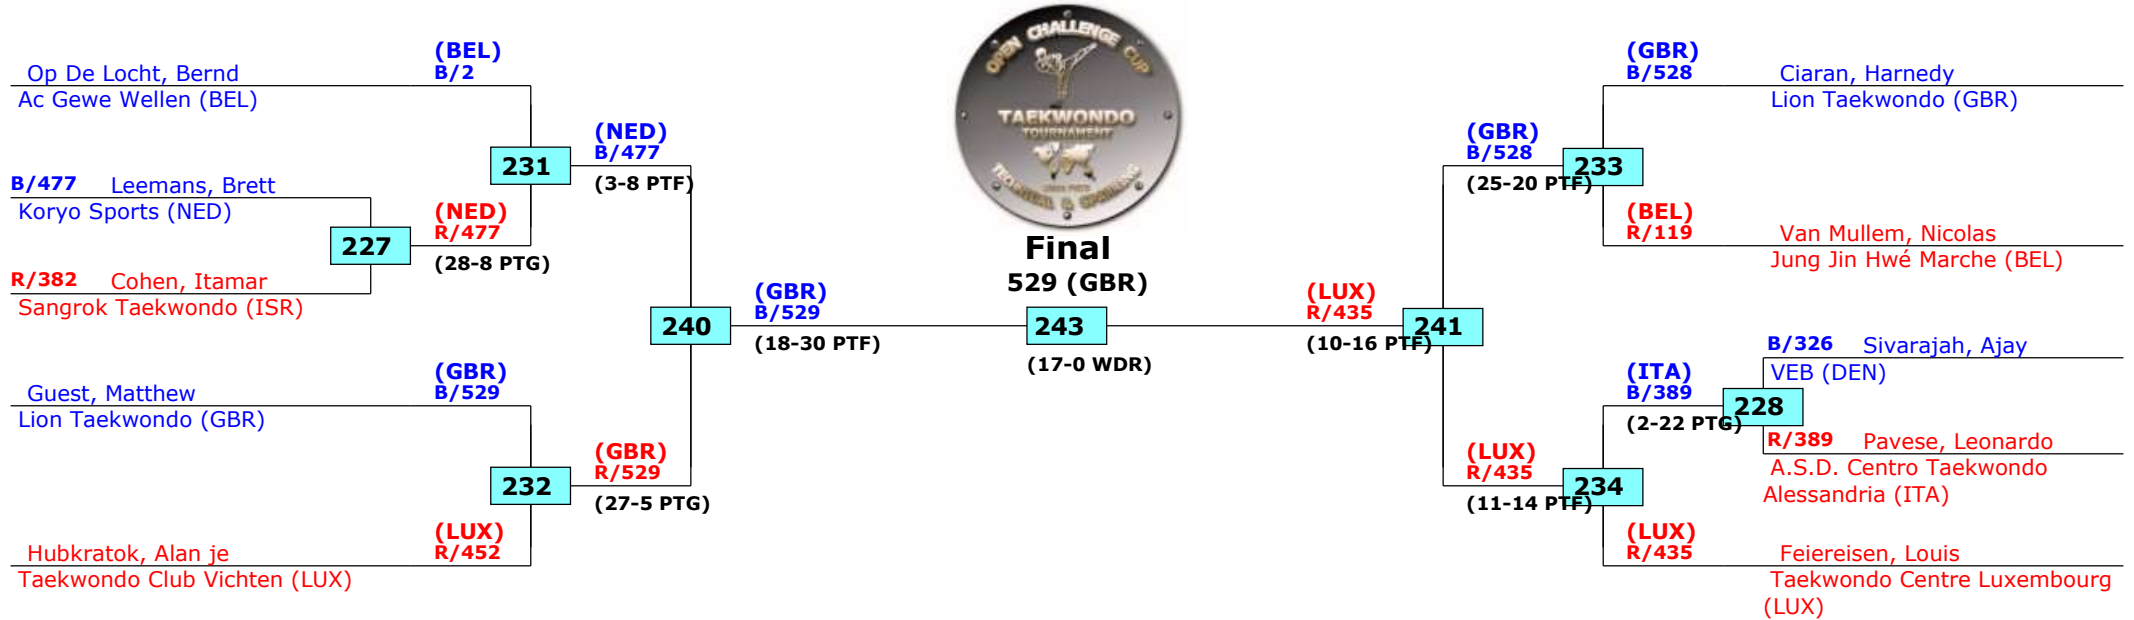 (BEL)
B/2
Op De Locht, Bernd
Ac Gewe Wellen (BEL)
231
(NED)
B/477
(3-8 PTF)
B/477 Leemans, Brett
Koryo Sports (NED)
227
(NED)
R/477
(28-8 PTG)
R/382 Cohen, Itamar
Sangrok Taekwondo (ISR)
240
(GBR)
B/529
(18-30 PTF)
(GBR)
B/529
Guest, Matthew
Lion Taekwondo (GBR)
232
(GBR)
R/529
(27-5 PTG)
(LUX)
R/452
Hubkratok, Alan je
Taekwondo Club Vichten (LUX)
OPEN CHALLENGE CUP
TAEKWONDO
TOURNAMENT
TECHNICAL & SPARRING
Final
529 (GBR)
243
(17-0 WDR)
(LUX)
R/435
(10-16 PTF)
241
(GBR)
B/528
(25-20 PTF)
233
(GBR)
B/528
Ciaran, Harnedy
Lion Taekwondo (GBR)
(BEL)
R/119
Van Mullem, Nicolas
Jung Jin Hwé Marche (BEL)
(LUX)
R/435
(11-14 PTF)
234
(ITA)
B/389
(2-22 PTG)
228
B/326 Sivarajah, Ajay
VEB (DEN)
R/389 Pavese, Leonardo
A.S.D. Centro Taekwondo
Alessandria (ITA)
(LUX)
R/435
Feiereisen, Louis
Taekwondo Centre Luxembourg
(LUX)